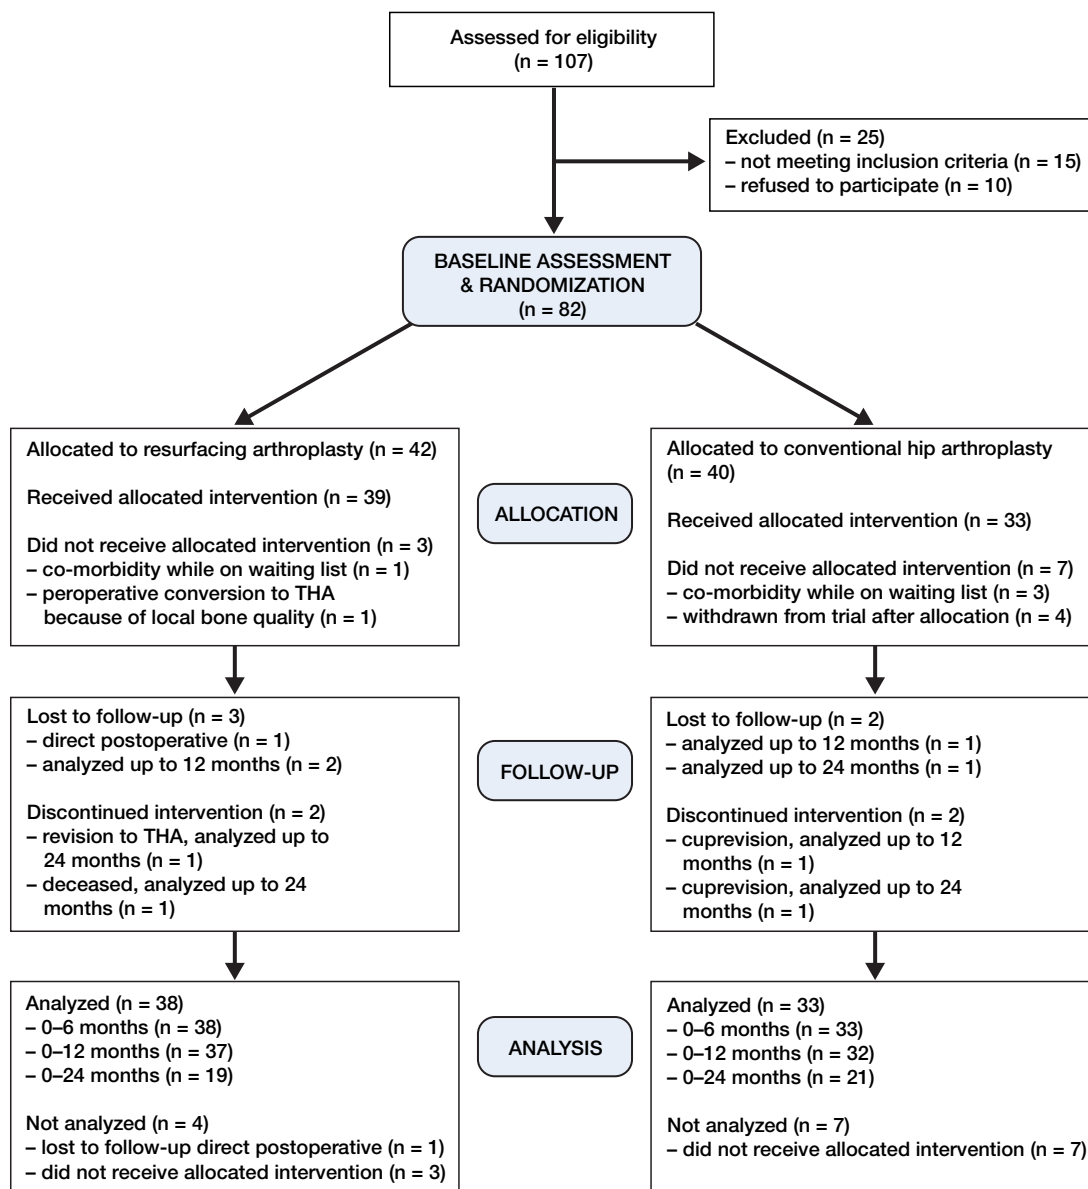 Assessed for eligibility
(n = 107)
Excluded (n = 25)
– not meeting inclusion criteria (n = 15)
– refused to participate (n = 10)
BASELINE ASSESSMENT
& RANDOMIZATION
(n = 82)
Allocated to resurfacing arthroplasty (n = 42)
Received allocated intervention (n = 39)
Did not receive allocated intervention (n = 3)
– co-morbidity while on waiting list (n = 1)
– peroperative conversion to THA
because of local bone quality (n = 1)
ALLOCATION
Allocated to conventional hip arthroplasty
(n = 40)
Received allocated intervention (n = 33)
Did not receive allocated intervention (n = 7)
– co-morbidity while on waiting list (n = 3)
– withdrawn from trial after allocation (n = 4)
Lost to follow-up (n = 3)
– direct postoperative (n = 1)
– analyzed up to 12 months (n = 2)
Discontinued intervention (n = 2)
– revision to THA, analyzed up to
24 months (n = 1)
– deceased, analyzed up to 24
months (n = 1)
FOLLOW-UP
Lost to follow-up (n = 2)
– analyzed up to 12 months (n = 1)
– analyzed up to 24 months (n = 1)
Discontinued intervention (n = 2)
– cuprevision, analyzed up to 12
months (n = 1)
– cuprevision, analyzed up to 24
months (n = 1)
Analyzed (n = 38)
– 0–6 months (n = 38)
– 0–12 months (n = 37)
– 0–24 months (n = 19)
Not analyzed (n = 4)
– lost to follow-up direct postoperative (n = 1)
– did not receive allocated intervention (n = 3)
ANALYSIS
Analyzed (n = 33)
– 0–6 months (n = 33)
– 0–12 months (n = 32)
– 0–24 months (n = 21)
Not analyzed (n = 7)
– did not receive allocated intervention (n = 7)